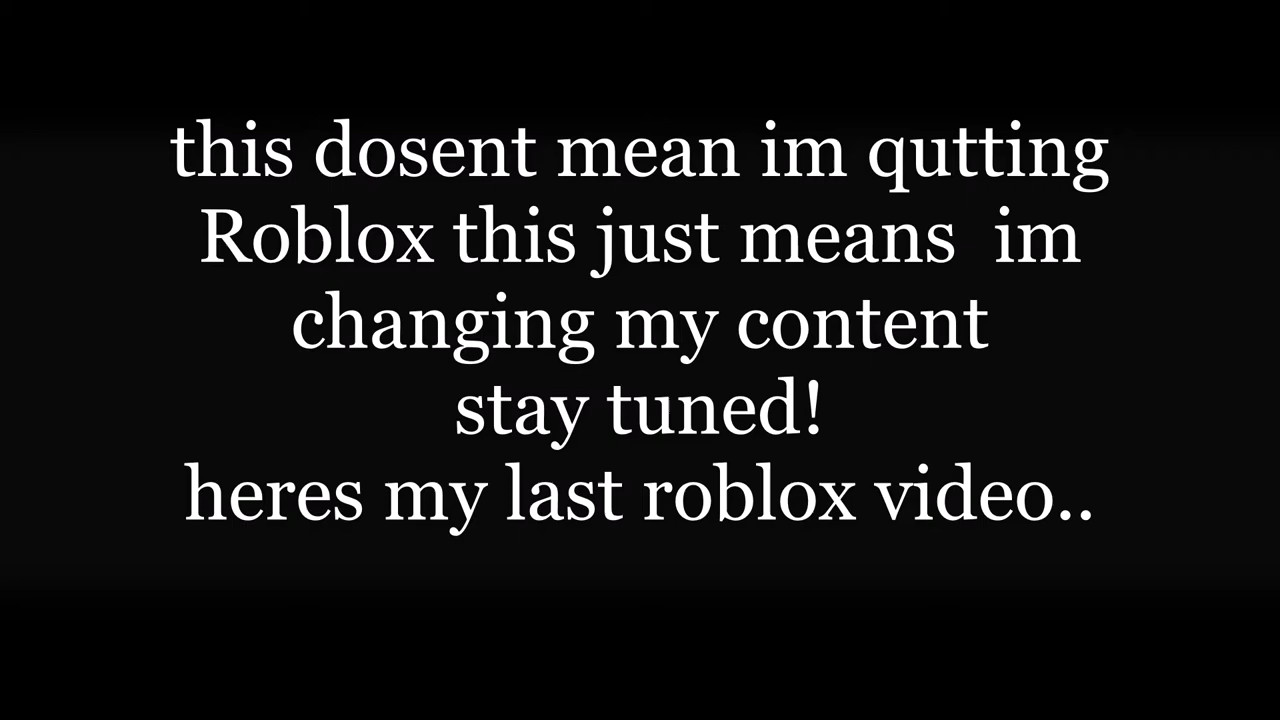 this dosent mean im qutting
Roblox this just means  im
changing my content
stay tuned!
heres my last roblox video..